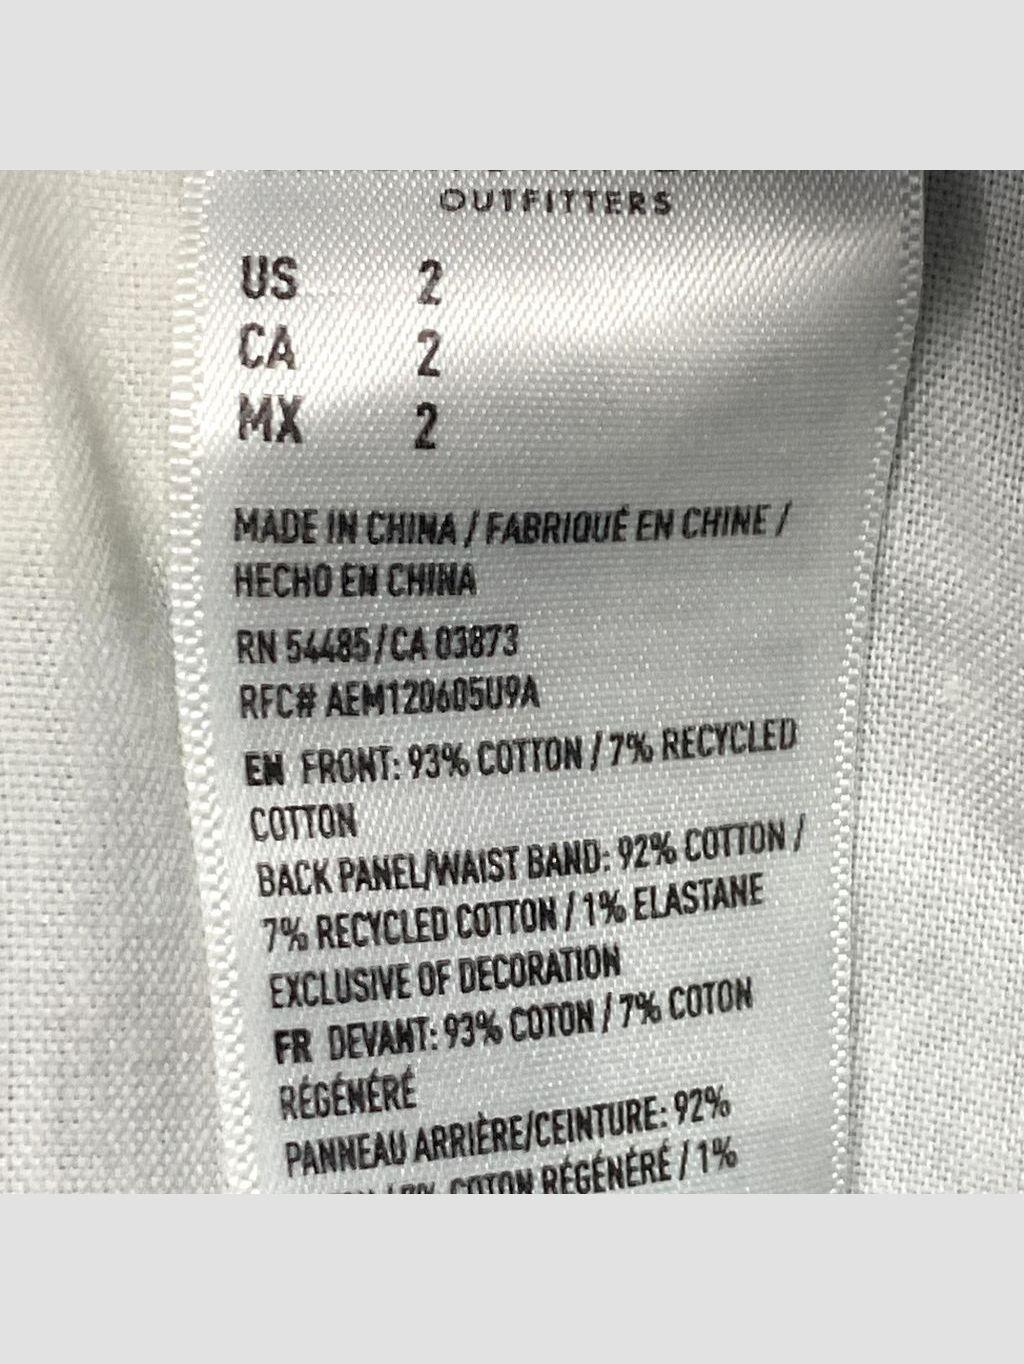 OUTFITTERS
US 2
CA 2
MX 2
MADE IN CHINA / FABRIQUÉ EN CHINE /
HECHO EN CHINA
RN 54485/CA 03873
RFC# AEM120605U9A
EN FRONT: 93% COTTON / 7% RECYCLED
COTTON
BACK PANEL/WAIST BAND: 92% COTTON /
7% RECYCLED COTTON / 1% ELASTANE
EXCLUSIVE OF DECORATION
FR DEVANT: 93% COTON / 7% COTON
RÉGÉNÉRÉ
PANNEAU ARRIÈRE/CEINTURE: 92%
COTON RÉGÉNÉRÉ / 1%